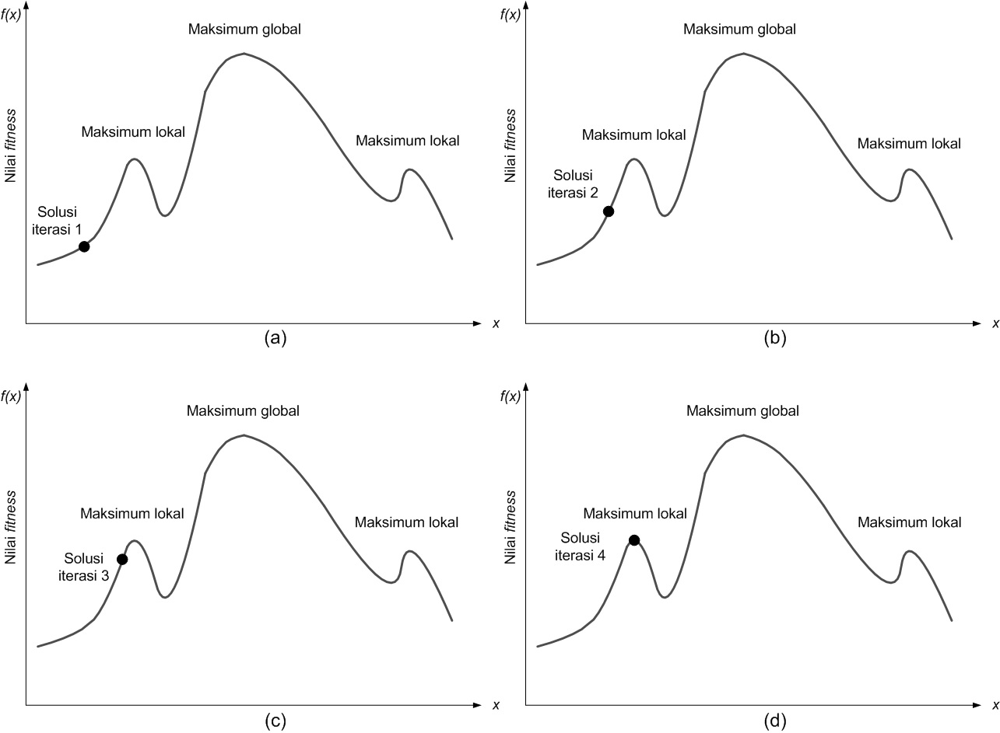 f(x)
Maksimum global
Maksimum lokal
Maksimum lokal
Nilai fitness
Solusi
iterasi 1
x
(a)
f(x)
Maksimum global
Maksimum lokal
Maksimum lokal
Nilai fitness
Solusi
iterasi 2
x
(b)
f(x)
Maksimum global
Maksimum lokal
Maksimum lokal
Nilai fitness
Solusi
iterasi 3
x
(c)
f(x)
Maksimum global
Maksimum lokal
Maksimum lokal
Nilai fitness
Solusi
iterasi 4
x
(d)